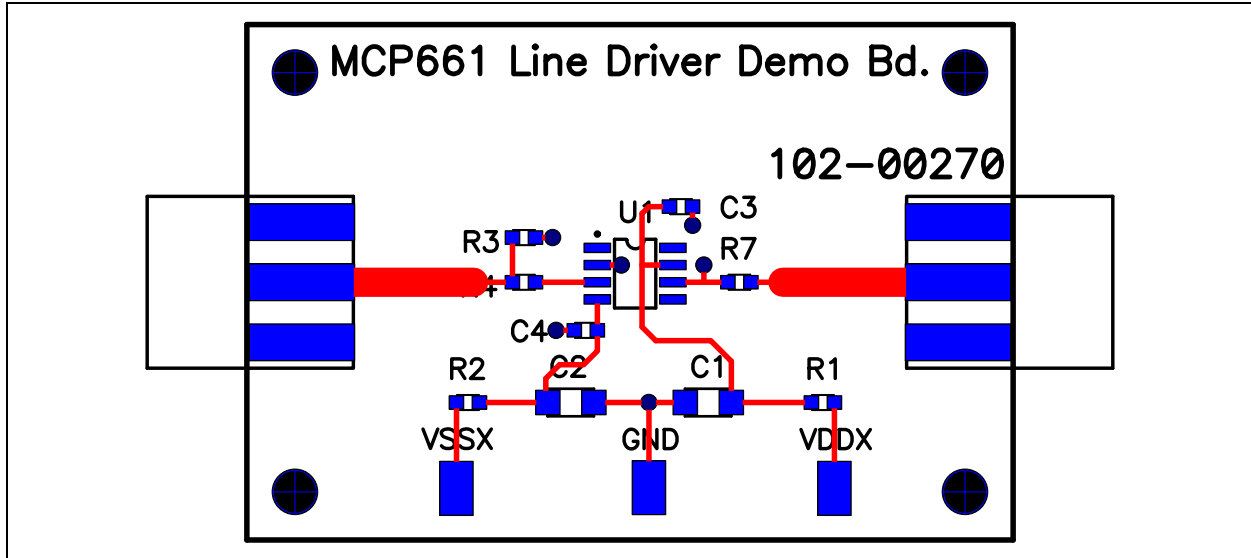 MCP661 Line Driver Demo Bd.
102-00270
U1
C3
R3
R7
C4
R2
C2
C1
R1
VSSX
GND
VDDX